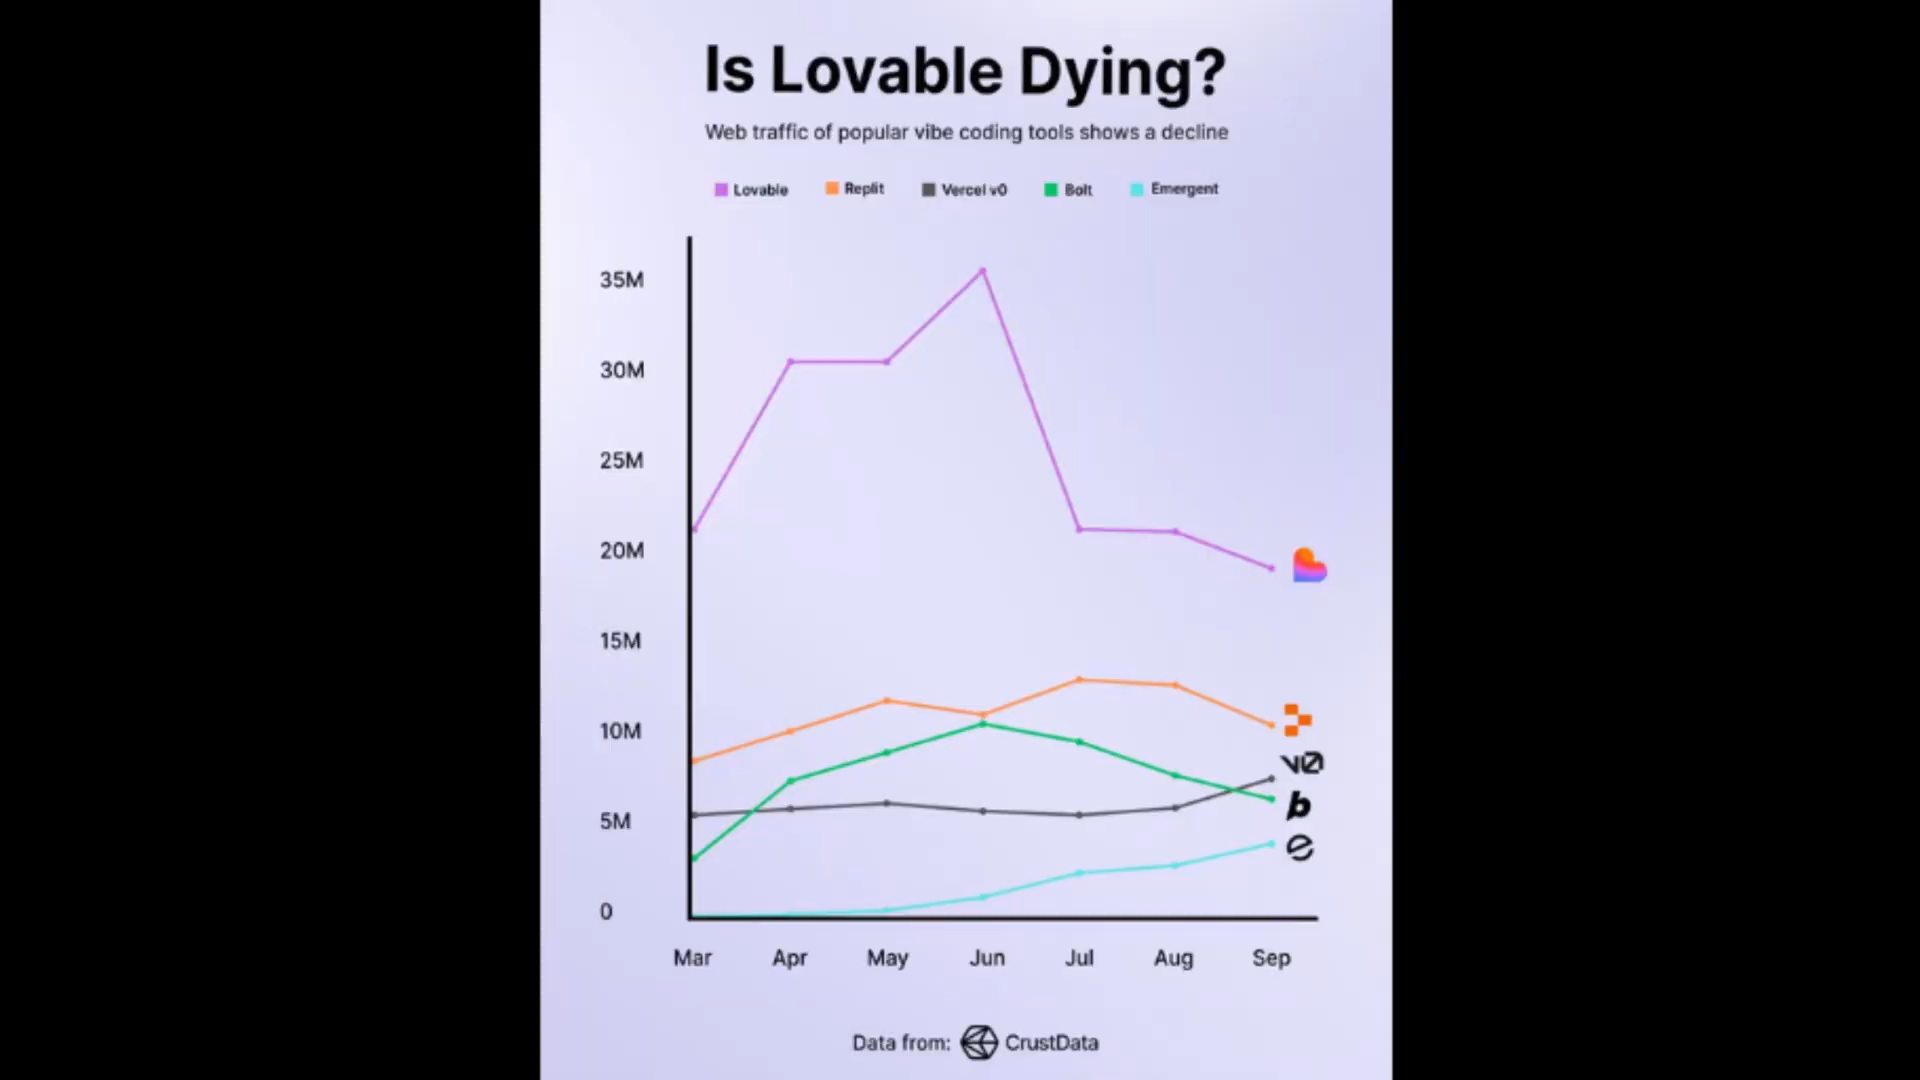 Is Lovable Dying?
Web traffic of popular vibe coding tools shows a decline
Lovable Replit Vercel v0 Bolt Emergent
35M
30M
25M
20M
15M
10M
v0
b
5M
e
0
Mar Apr May Jun Jul Aug Sep
Data from: CrustData